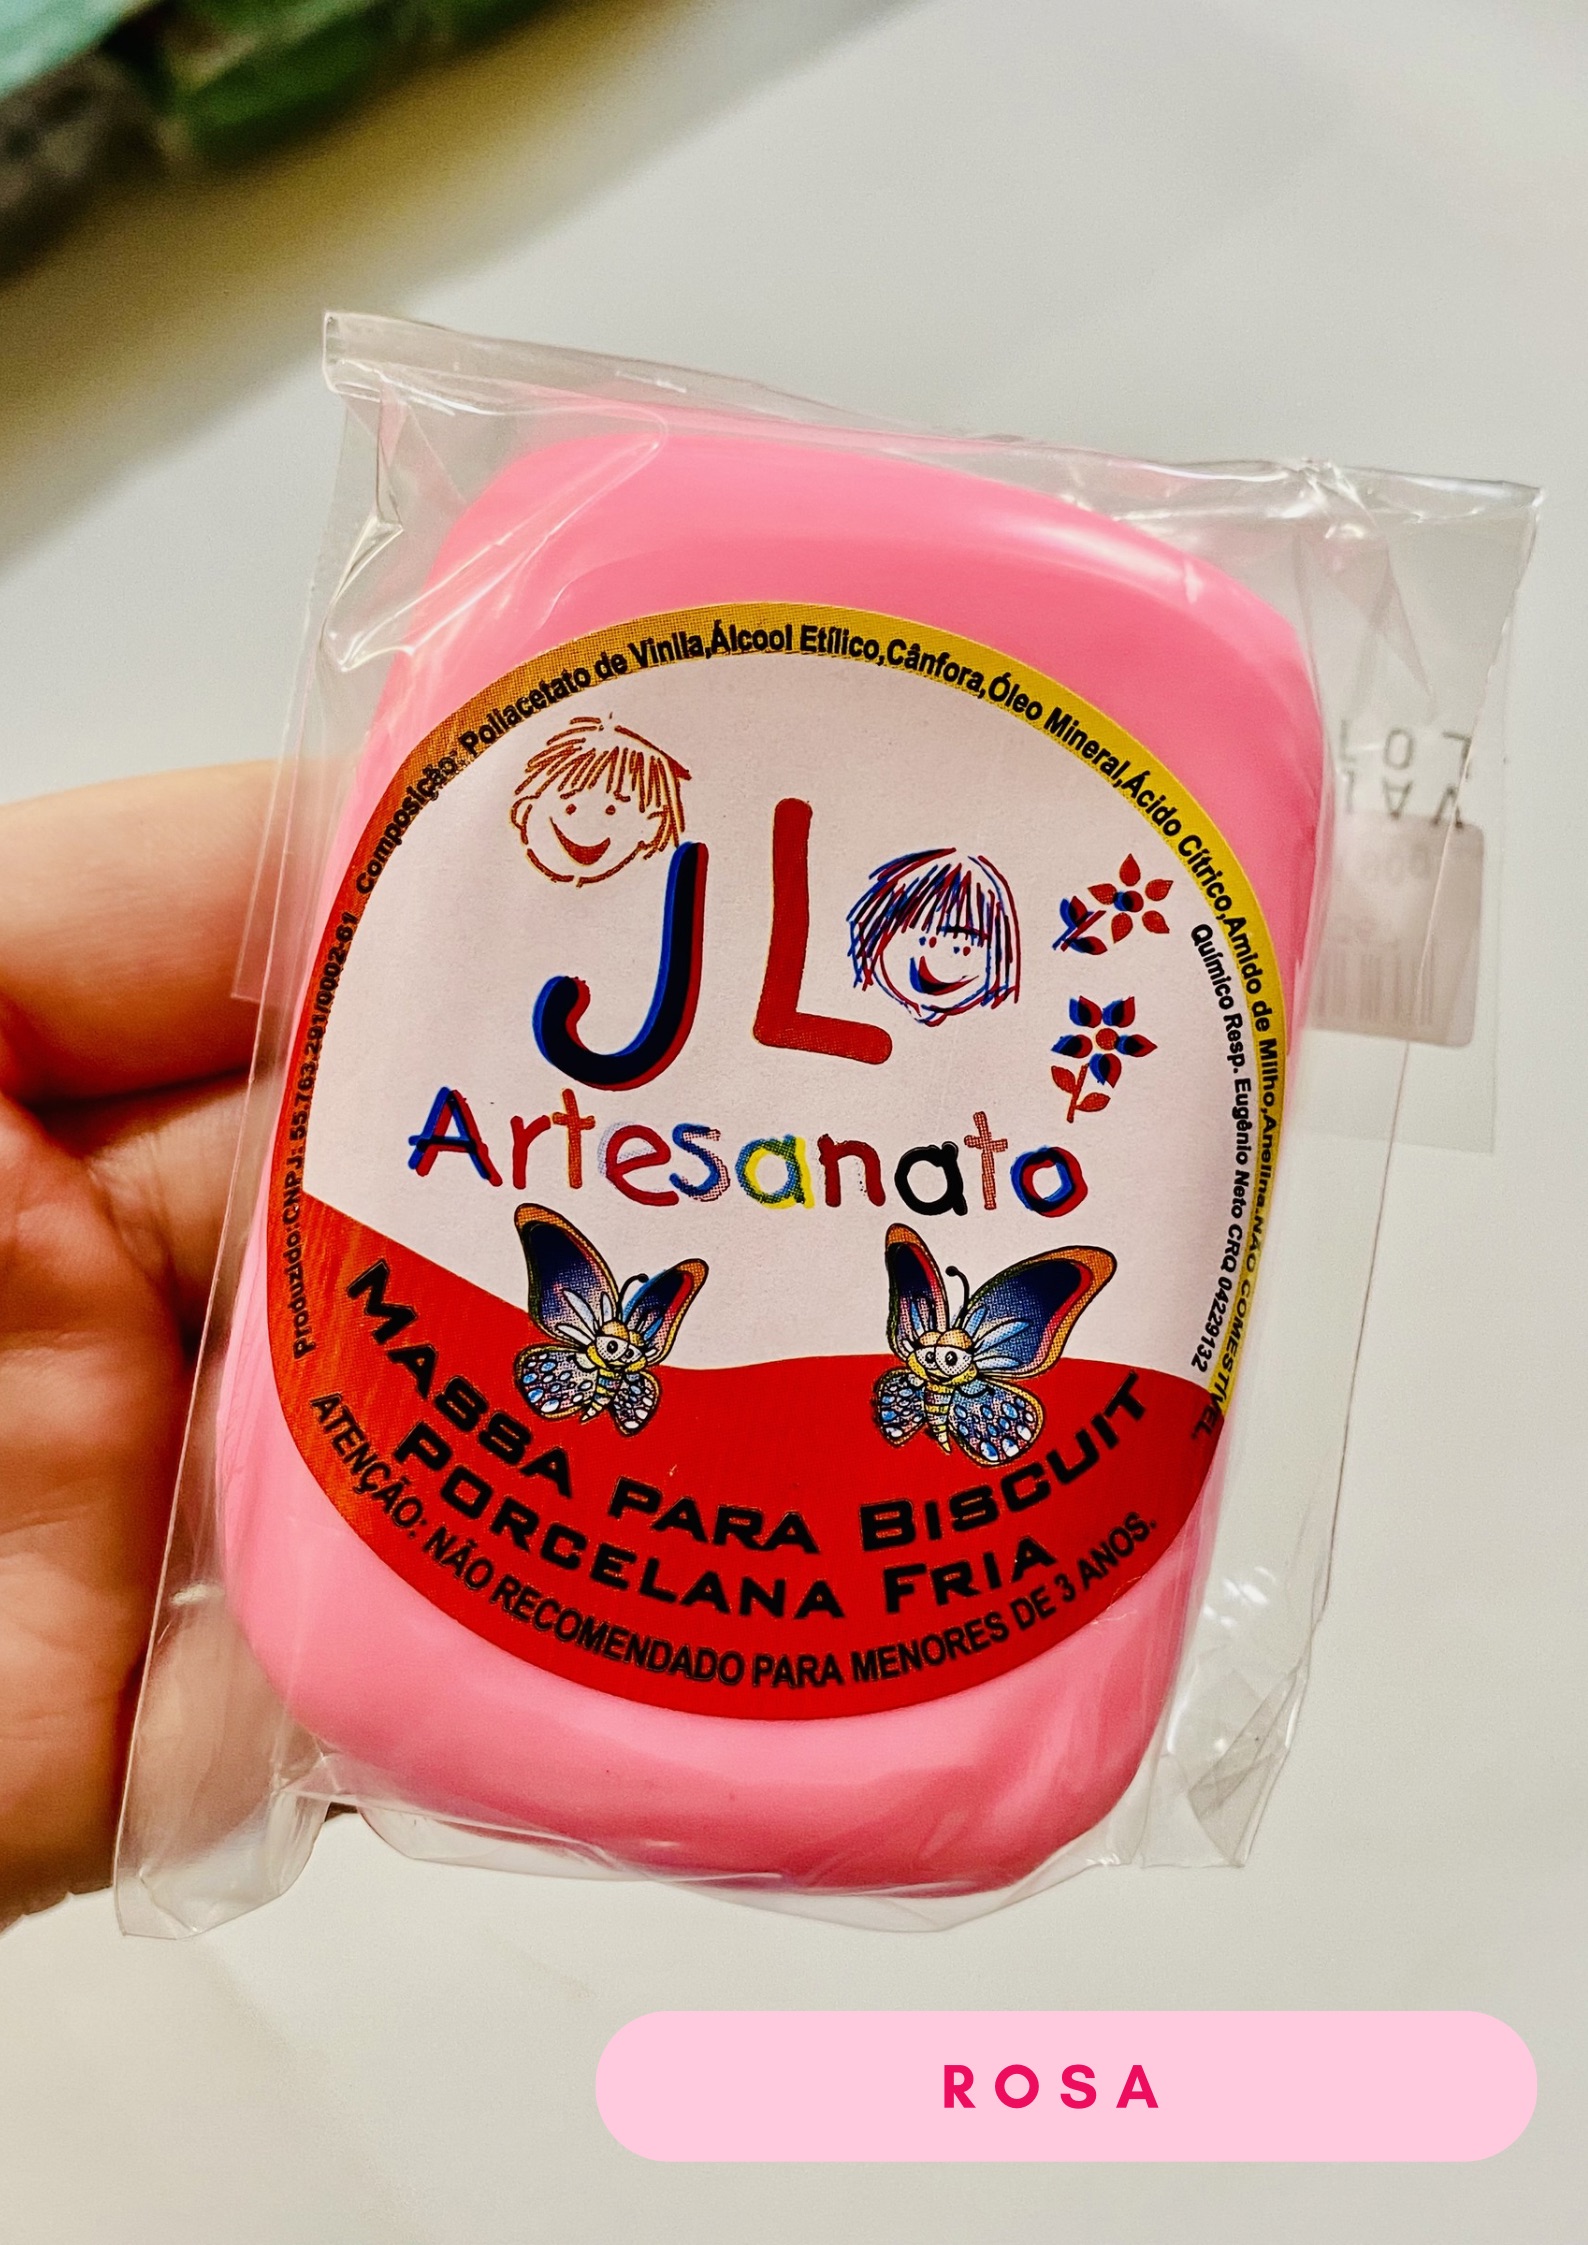 Composição: Poliacetato de Vinila,Álcool Etílico,Cânfora,Óleo Mineral,Ácido Cítrico,Amido de Milho,Anelina.NÃO COMESTÍVEL
Químico Resp. Eugênio Neto CRQ 04229132
Produzido:CNPJ: 55.763.291/0002-61
JL
Artesanato
MASSA PARA BISCUIT
PORCELANA FRIA
ATENÇÃO: NÃO RECOMENDADO PARA MENORES DE 3 ANOS.
ROSA